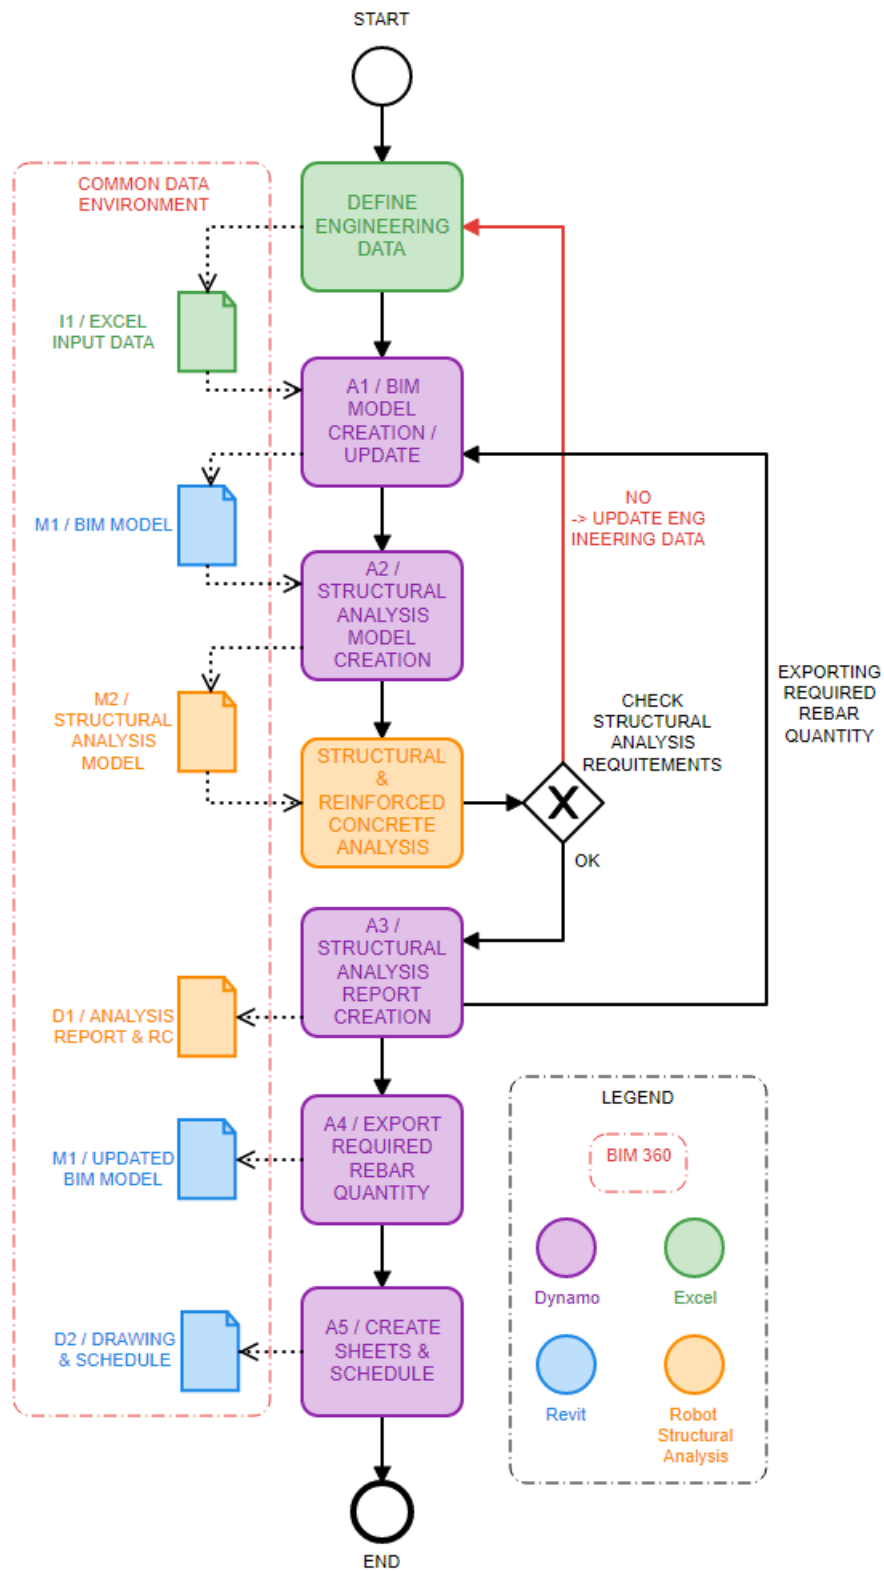 START
COMMON DATA
ENVIRONMENT
DEFINE
ENGINEERING
DATA
I1 / EXCEL
INPUT DATA
A1 / BIM
MODEL
CREATION /
UPDATE
M1 / BIM MODEL
NO
-> UPDATE ENG
INEERING DATA
A2 /
STRUCTURAL
ANALYSIS
MODEL
CREATION
M2 /
STRUCTURAL
ANALYSIS
MODEL
CHECK
STRUCTURAL
ANALYSIS
REQUITEMENTS
EXPORTING
REQUIRED
REBAR
QUANTITY
STRUCTURAL
&
REINFORCED
CONCRETE
ANALYSIS
X
OK
A3 /
STRUCTURAL
ANALYSIS
REPORT
CREATION
D1 / ANALYSIS
REPORT & RC
A4 / EXPORT
REQUIRED
REBAR
QUANTITY
M1 / UPDATED
BIM MODEL
A5 / CREATE
SHEETS &
SCHEDULE
D2 / DRAWING
& SCHEDULE
END
LEGEND
BIM 360
Dynamo
Excel
Revit
Robot
Structural
Analysis